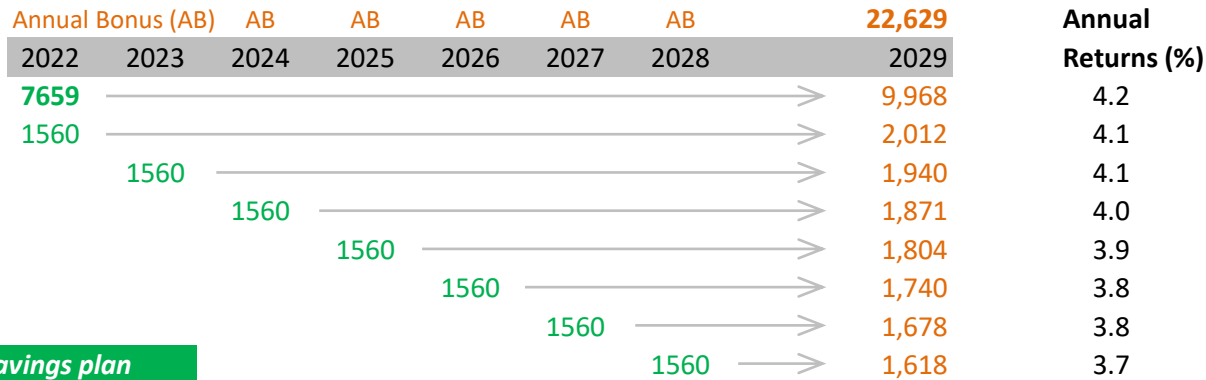 Annual Bonus (AB) AB AB AB AB AB 22,629 Annual
2022 2023 2024 2025 2026 2027 2028 2029 Returns (%)
7659 9,968 4.2
1560 2,012 4.1
1560 1,940 4.1
1560 1,871 4.0
1560 1,804 3.9
1560 1,740 3.8
1560 1,678 3.8
avings plan 1560 1,618 3.7